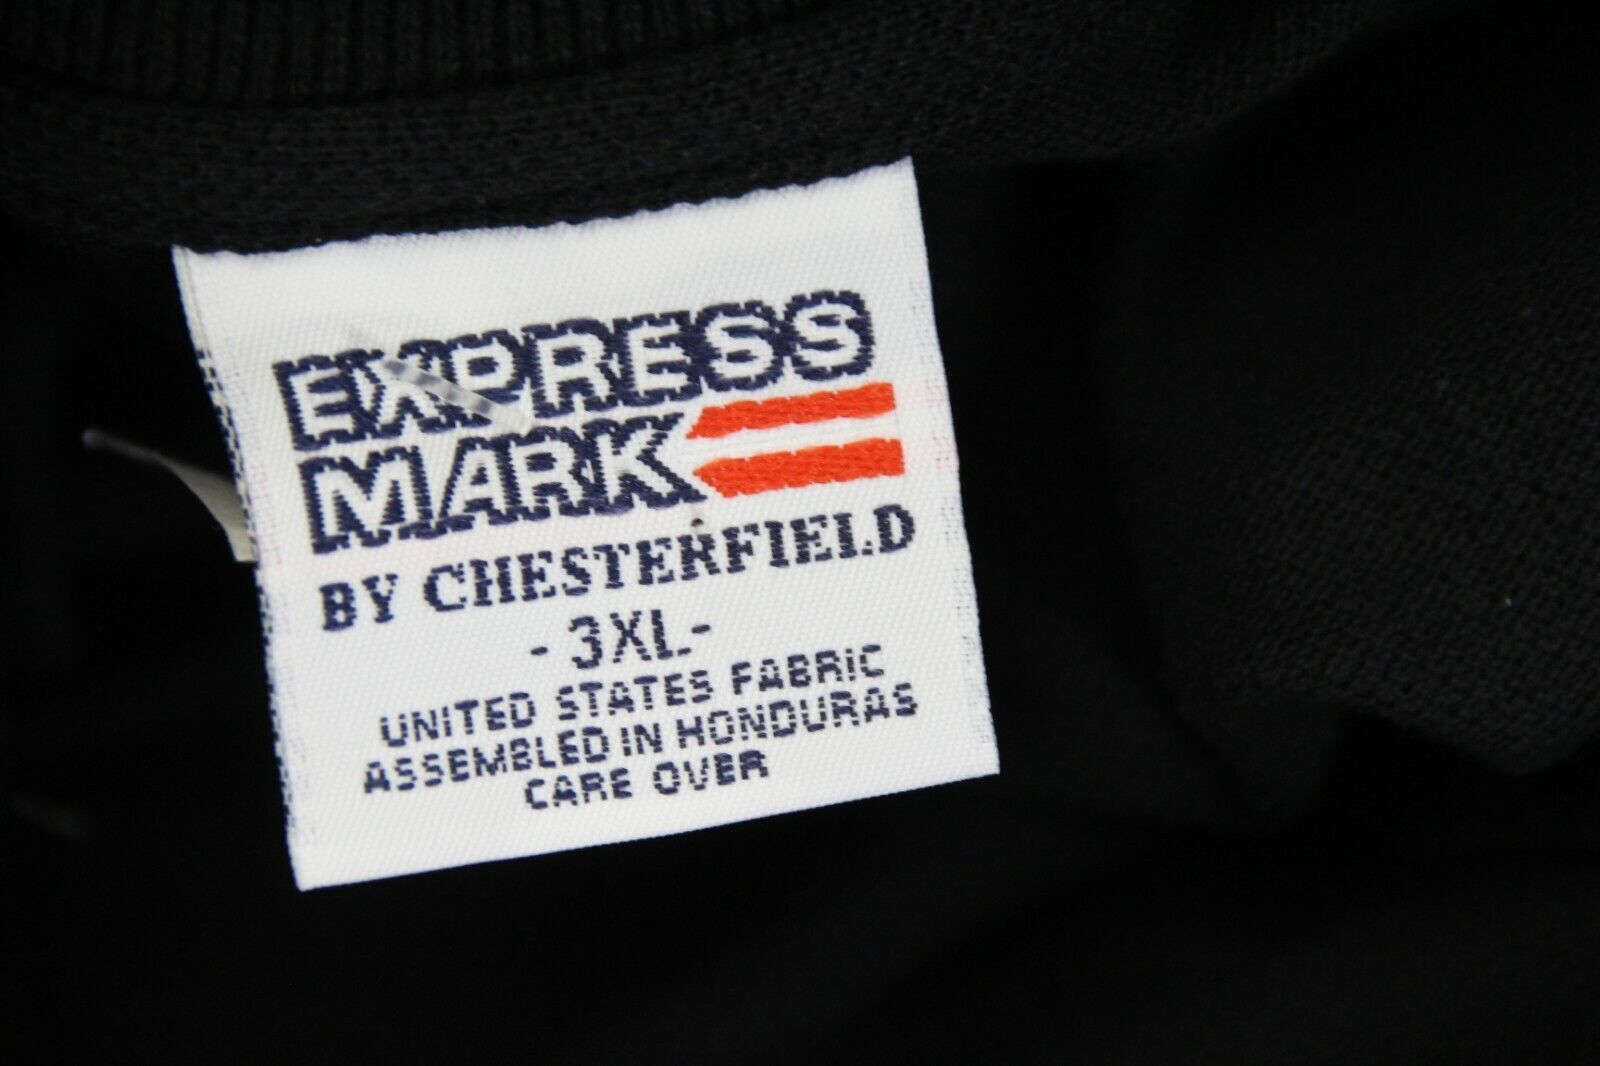 EXPRESS
MARK
BY CHESTERFIELD
- 3XL -
UNITED STATES FABRIC
ASSEMBLED IN HONDURAS
CARE OVER